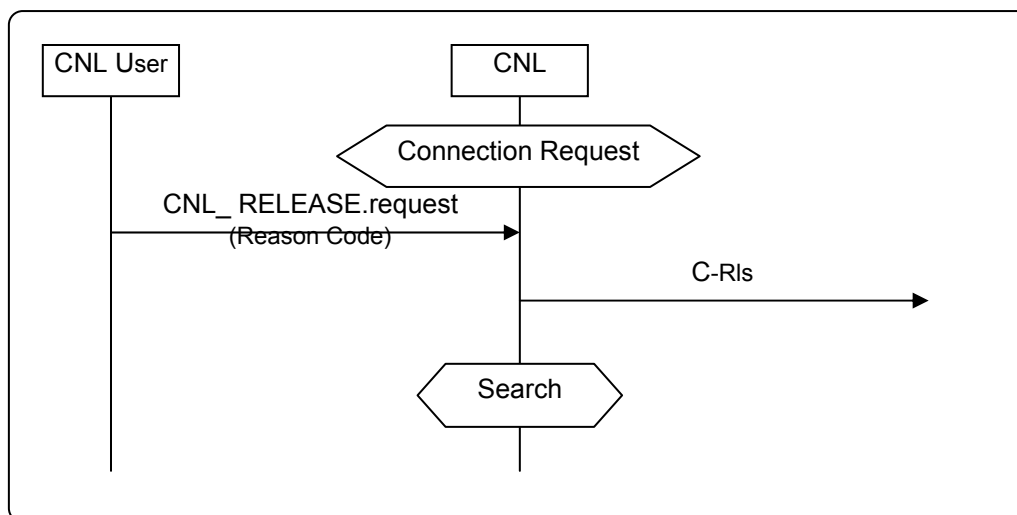 CNL User
CNL
Connection Request
CNL_ RELEASE.request
(Reason Code)
C-Rls
Search